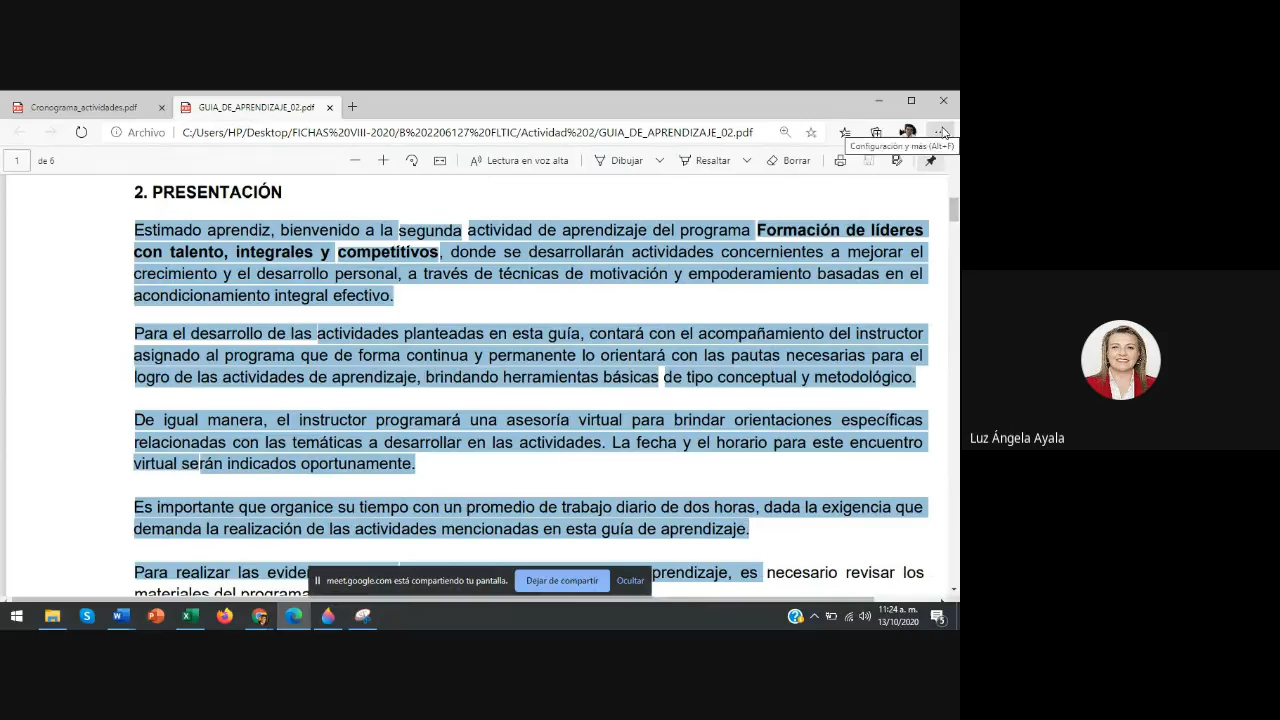 Cronograma_actividades.pdf
GUIA_DE_APRENDIZAJE_02.pdf
Archivo C:/Users/HP/Desktop/FICHAS%20VIII-2020/B%202206127%20FLTIC/Actividad%202/GUIA_DE_APRENDIZAJE_02.pdf
Configuración y más (Alt+F)
1 de 6 Lectura en voz alta Dibujar Resaltar Borrar
2. PRESENTACIÓN
Estimado aprendiz, bienvenido a la segunda actividad de aprendizaje del programa Formación de líderes
con talento, integrales y competitivos, donde se desarrollarán actividades concernientes a mejorar el
crecimiento y el desarrollo personal, a través de técnicas de motivación y empoderamiento basadas en el
acondicionamiento integral efectivo.
Para el desarrollo de las actividades planteadas en esta guía, contará con el acompañamiento del instructor
asignado al programa que de forma continua y permanente lo orientará con las pautas necesarias para el
logro de las actividades de aprendizaje, brindando herramientas básicas de tipo conceptual y metodológico.
De igual manera, el instructor programará una asesoría virtual para brindar orientaciones específicas
relacionadas con las temáticas a desarrollar en las actividades. La fecha y el horario para este encuentro
virtual serán indicados oportunamente.
Es importante que organice su tiempo con un promedio de trabajo diario de dos horas, dada la exigencia que
demanda la realización de las actividades mencionadas en esta guía de aprendizaje.
Para realizar las eviden prendizaje, es necesario revisar los
materiales del programa
meet.google.com está compartiendo tu pantalla. Dejar de compartir Ocultar
11:24 a. m.
13/10/2020
5
Luz Ángela Ayala